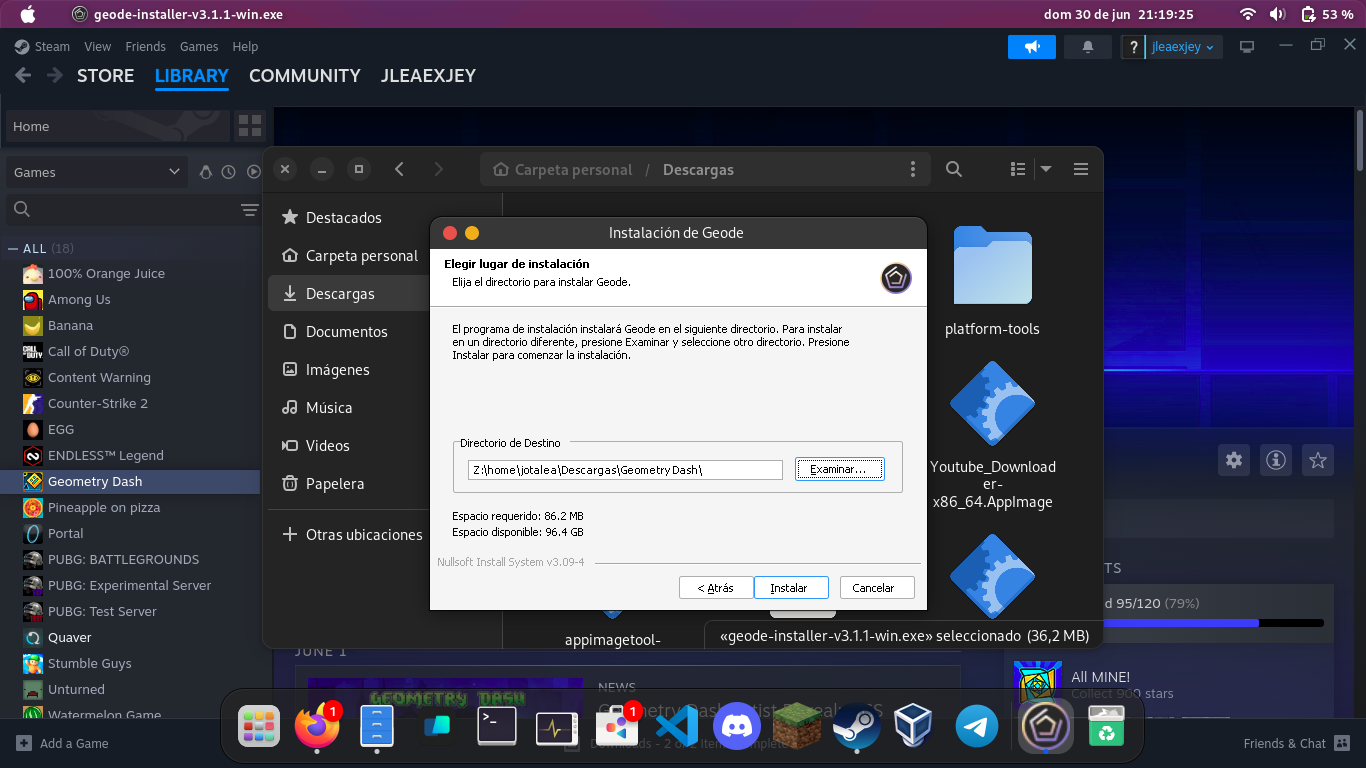 geode-installer-v3.1.1-win.exe
dom 30 de jun 21:19:25
53 %
Steam View Friends Games Help
? Jleaexjey
STORE LIBRARY COMMUNITY JLEAEXJEY
Home
Games
ALL (18)
100% Orange Juice
Among Us
Banana
Call of Duty®
Content Warning
Counter-Strike 2
EGG
ENDLESS™ Legend
Geometry Dash
Pineapple on pizza
Portal
PUBG: BATTLEGROUNDS
PUBG: Experimental Server
PUBG: Test Server
Quaver
Stumble Guys
Unturned
Watermelon Game
Add a Game
Carpeta personal / Descargas
Destacados
Carpeta personal
Descargas
Documentos
Imágenes
Música
Videos
Papelera
Otras ubicaciones
platform-tools
Youtube_Download
er-
x86_64.AppImage
appimagetool-
«geode-installer-v3.1.1-win.exe» seleccionado (36,2 MB)
Instalación de Geode
Elegir lugar de instalación
Elija el directorio para instalar Geode.
El programa de instalación instalará Geode en el siguiente directorio. Para instalar
en un directorio diferente, presione Examinar y seleccione otro directorio. Presione
Instalar para comenzar la instalación.
Directorio de Destino
Z:\home\jotalea\Descargas\Geometry Dash\
Examinar...
Espacio requerido: 86.2 MB
Espacio disponible: 96.4 GB
Nullsoft Install System v3.09-4
< Atrás Instalar Cancelar
TS
d 95/120 (79%)
All MINE!
Collect 900 stars
JUNE 1
GEOMETRY DASH
NEWS
1
>_
1
Friends & Chat